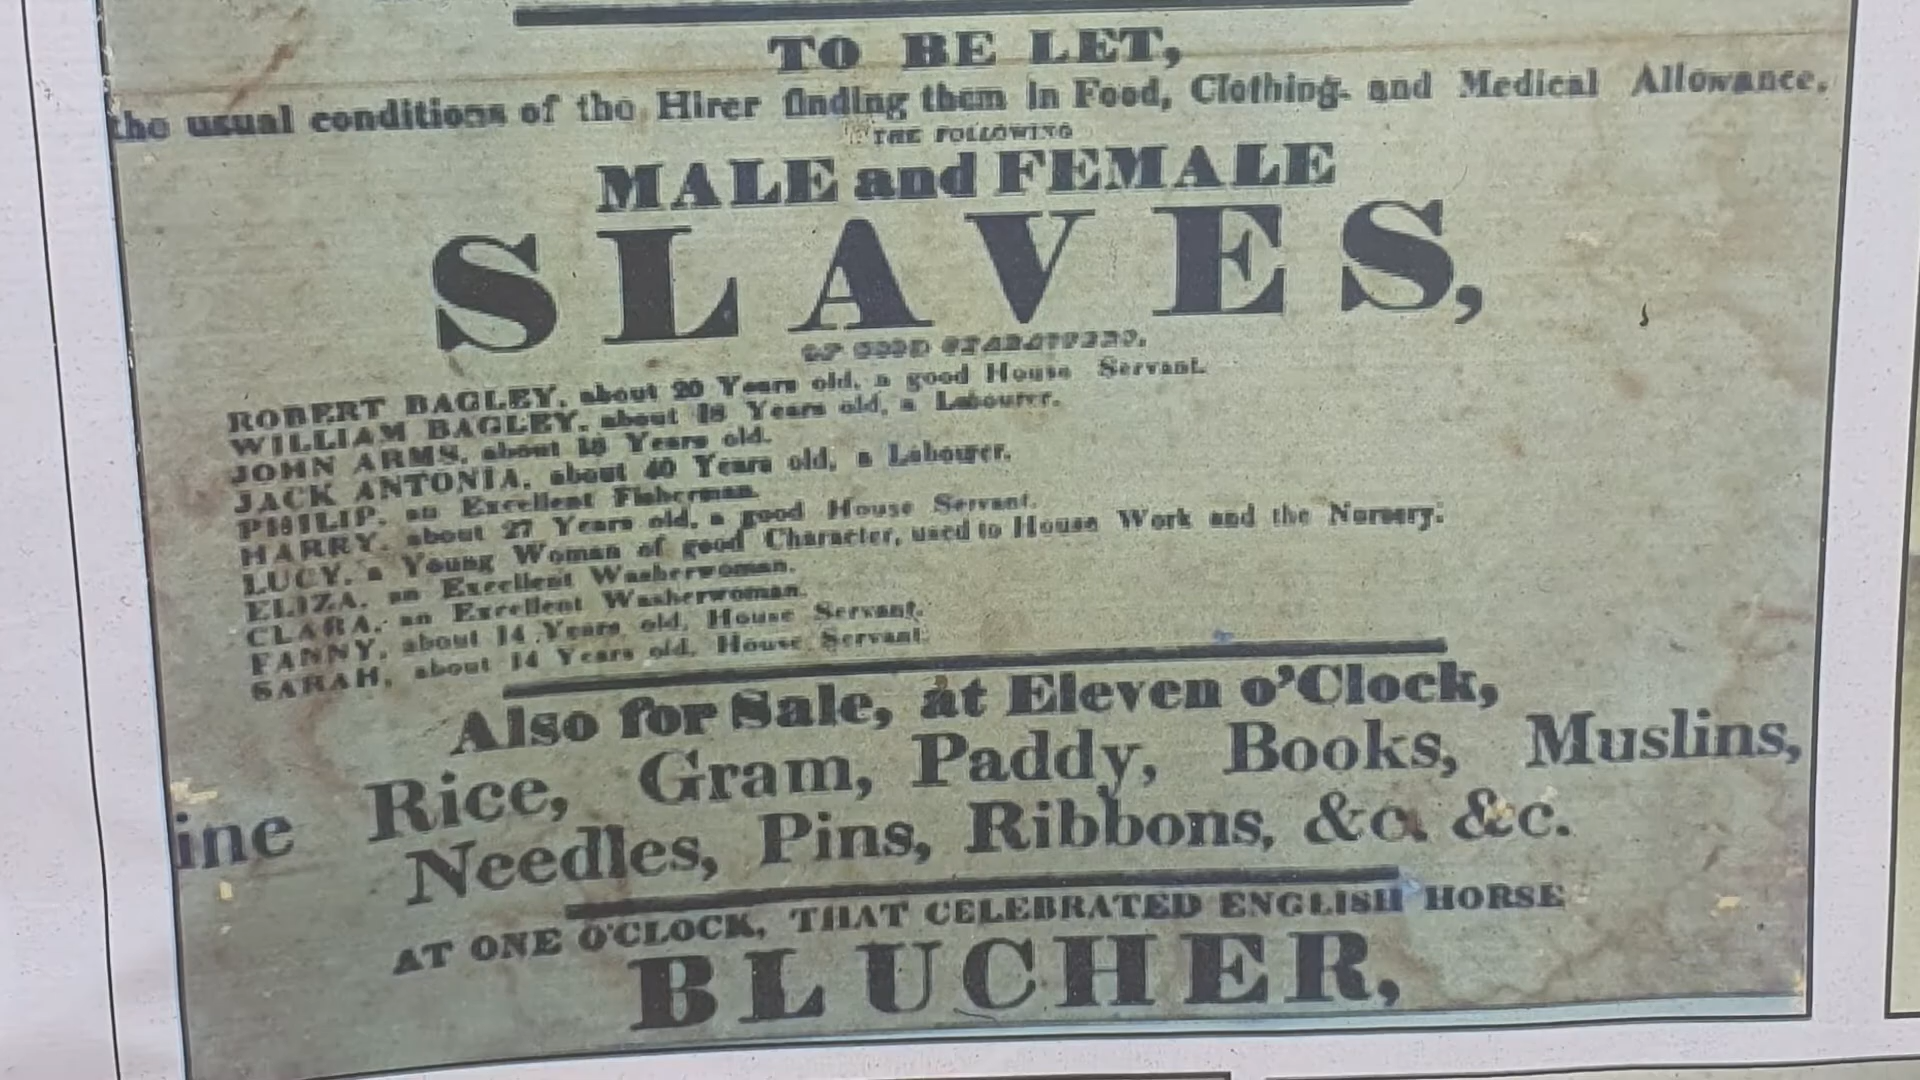 TO BE LET,
the usual conditions of the Hirer finding them in Food, Clothing and Medical Allowance,
THE FOLLOWING
MALE and FEMALE
SLAVES,
OF GOOD CHARACTERS,
ROBERT BAGLEY, about 20 Years old, a good House Servant.
WILLIAM BAGLEY, about 18 Years old, a Labourer.
JOHN ARMS, about 18 Years old.
JACK ANTONIA, about 40 Years old, a Labourer.
PHILIP, an Excellent Fisherman.
HARRY, about 27 Years old, a good House Servant.
LUCY, a Young Woman of good Character, used to House Work and the Nursery.
ELIZA, an Excellent Washerwoman.
CLARA, an Excellent Washerwoman.
FANNY, about 14 Years old, House Servant.
SARAH, about 14 Years old, House Servant.
Also for Sale, at Eleven o'Clock,
ine Rice, Gram, Paddy, Books, Muslins,
Needles, Pins, Ribbons, &c. &c.
AT ONE O'CLOCK, THAT CELEBRATED ENGLISH HORSE
BLUCHER,